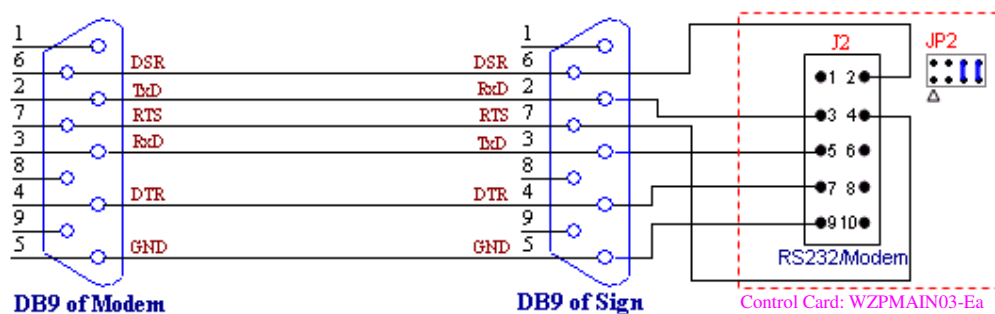 1
6
2
7
3
8
4
9
5
DSR
TxD
RTS
RxD
DTR
GND
DB9 of Modem
DSR
RxD
RTS
TxD
DTR
GND
1
6
2
7
3
8
4
9
5
DB9 of Sign
J2
1 2
3 4
5 6
7 8
9 10
RS232/Modem
JP2
Control Card: WZPMAIN03-Ea